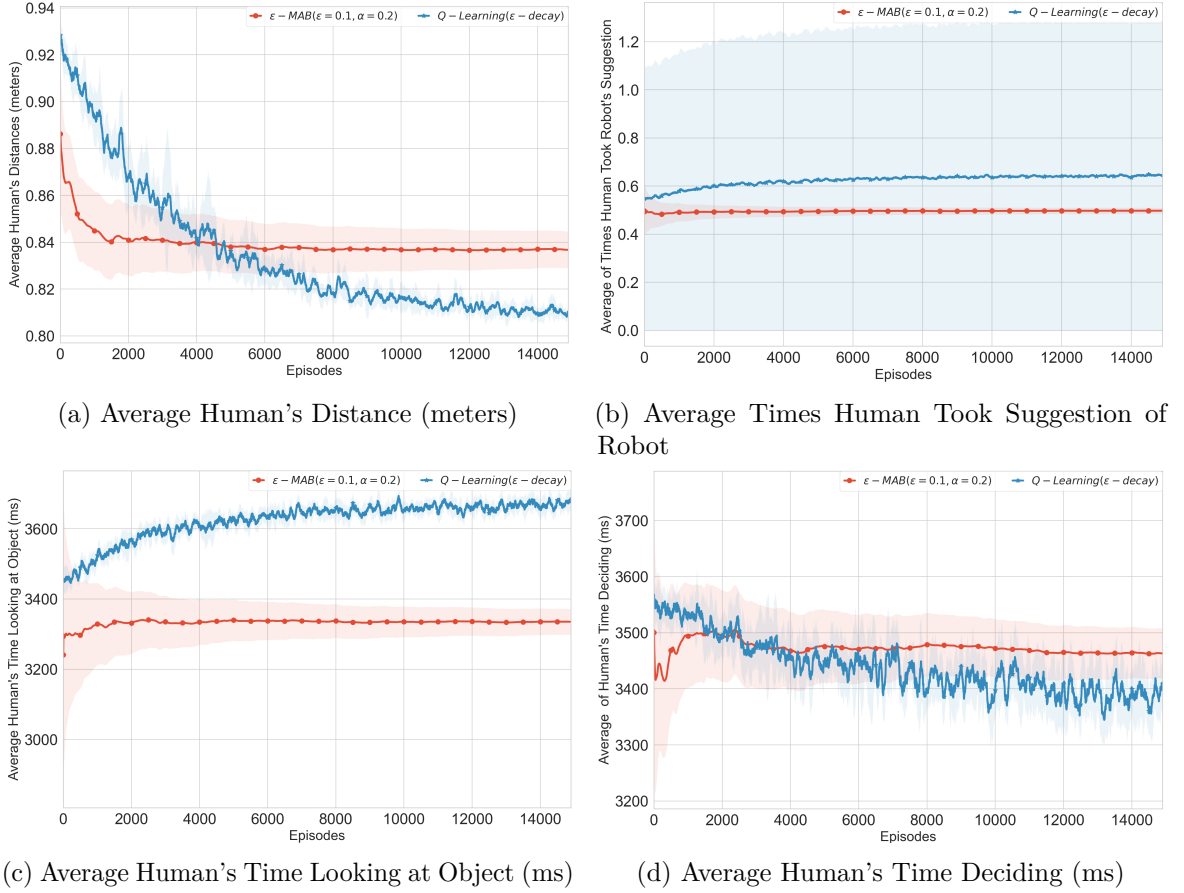 ε − MAB(ε = 0.1, α = 0.2) Q − Learning(ε − decay)
Average Human's Distances (meters)
0.94
0.92
0.90
0.88
0.86
0.84
0.82
0.80
0 2000 4000 6000 8000 10000 12000 14000
Episodes
(a) Average Human's Distance (meters)
ε − MAB(ε = 0.1, α = 0.2) Q − Learning(ε − decay)
Average of Times Human Took Robot's Suggestion
1.2
1.0
0.8
0.6
0.4
0.2
0.0
0 2000 4000 6000 8000 10000 12000 14000
Episodes
(b) Average Times Human Took Suggestion of
Robot
ε − MAB(ε = 0.1, α = 0.2) Q − Learning(ε − decay)
Average Human's Time Looking at Object (ms)
3600
3400
3200
3000
0 2000 4000 6000 8000 10000 12000 14000
Episodes
(c) Average Human's Time Looking at Object (ms)
ε − MAB(ε = 0.1, α = 0.2) Q − Learning(ε − decay)
Average of Human's Time Deciding (ms)
3700
3600
3500
3400
3300
3200
0 2000 4000 6000 8000 10000 12000 14000
Episodes
(d) Average Human's Time Deciding (ms)